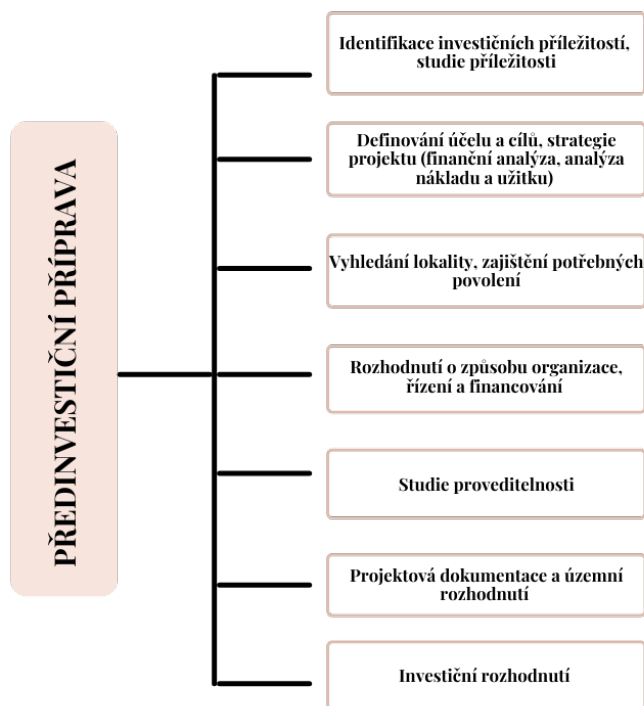 PŘEDINVESTIČNÍ PŘÍPRAVA
Identifikace investičních příležitostí,
studie příležitosti
Definování účelu a cílů, strategie
projektu (finanční analýza, analýza
nákladu a užitku)
Vyhledání lokality, zajištění potřebných
povolení
Rozhodnutí o způsobu organizace,
řízení a financování
Studie proveditelnosti
Projektová dokumentace a územní
rozhodnutí
Investiční rozhodnutí